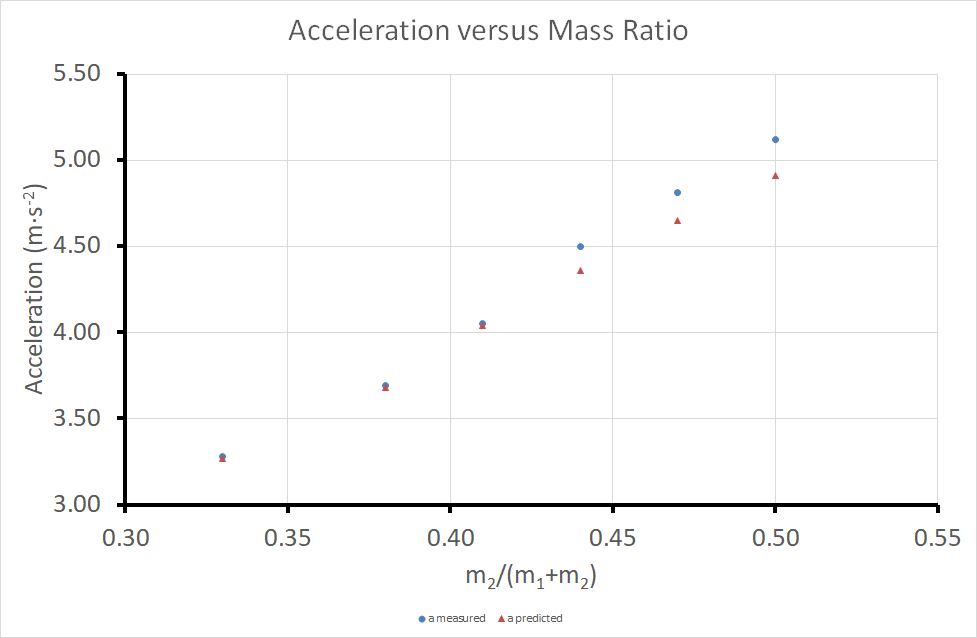 Acceleration versus Mass Ratio
5.50
5.00
4.50
4.00
3.50
3.00
Acceleration (m·s⁻²)
0.30 0.35 0.40 0.45 0.50 0.55
m₂/(m₁+m₂)
a measured a predicted